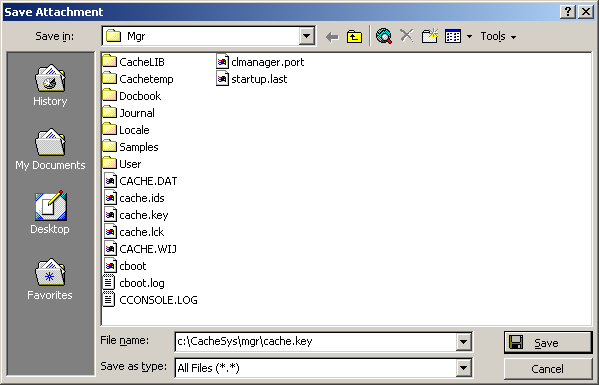 Save Attachment
Save in:
Mgr
Tools
History
My Documents
Desktop
Favorites
CacheLIB
Cachetemp
Docbook
Journal
Locale
Samples
User
CACHE.DAT
cache.ids
cache.key
cache.lck
CACHE.WIJ
cboot
cboot.log
CCONSOLE.LOG
clmanager.port
startup.last
File name:
c:\CacheSys\mgr\cache.key
Save
Save as type:
All Files (*.*)
Cancel